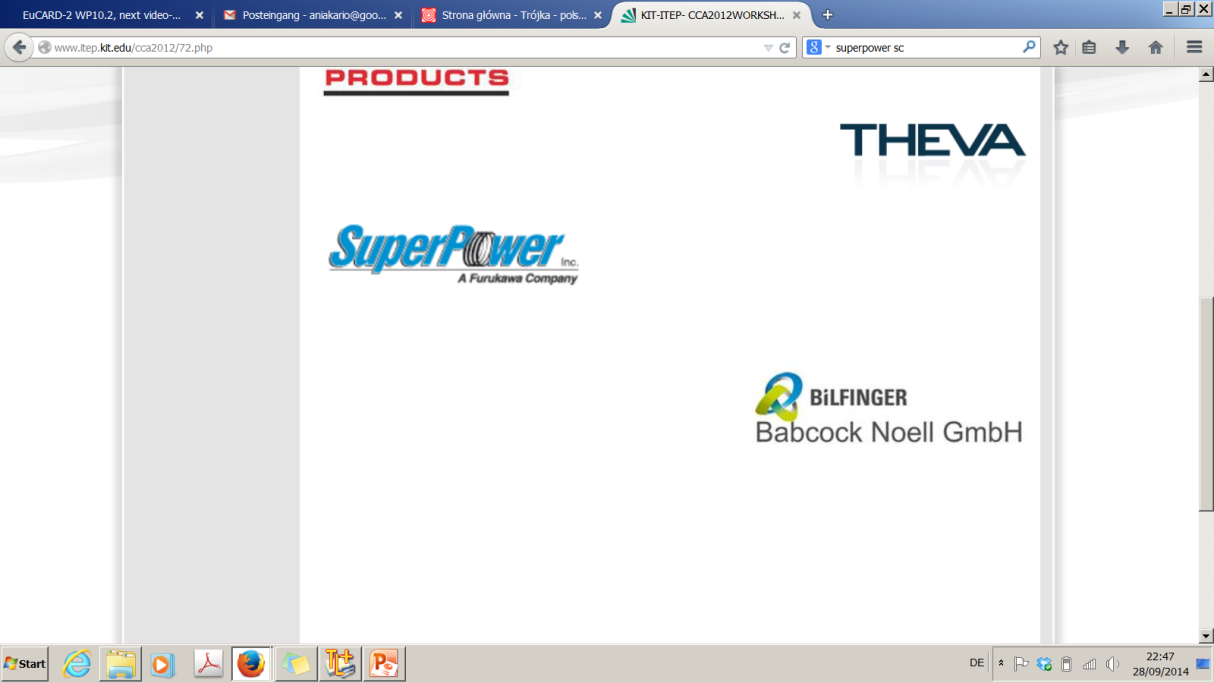 EuCARD-2 WP10.2, next video-...
Posteingang - aniakario@goo...
Strona główna - Trójka - pols...
KIT-ITEP- CCA2012WORKSH...
www.itep.kit.edu/cca2012/72.php
superpower sc
PRODUCTS
THEVA
SuperPower Inc.
A Furukawa Company
BiLFINGER
Babcock Noell GmbH
Start
DE
22:47
28/09/2014